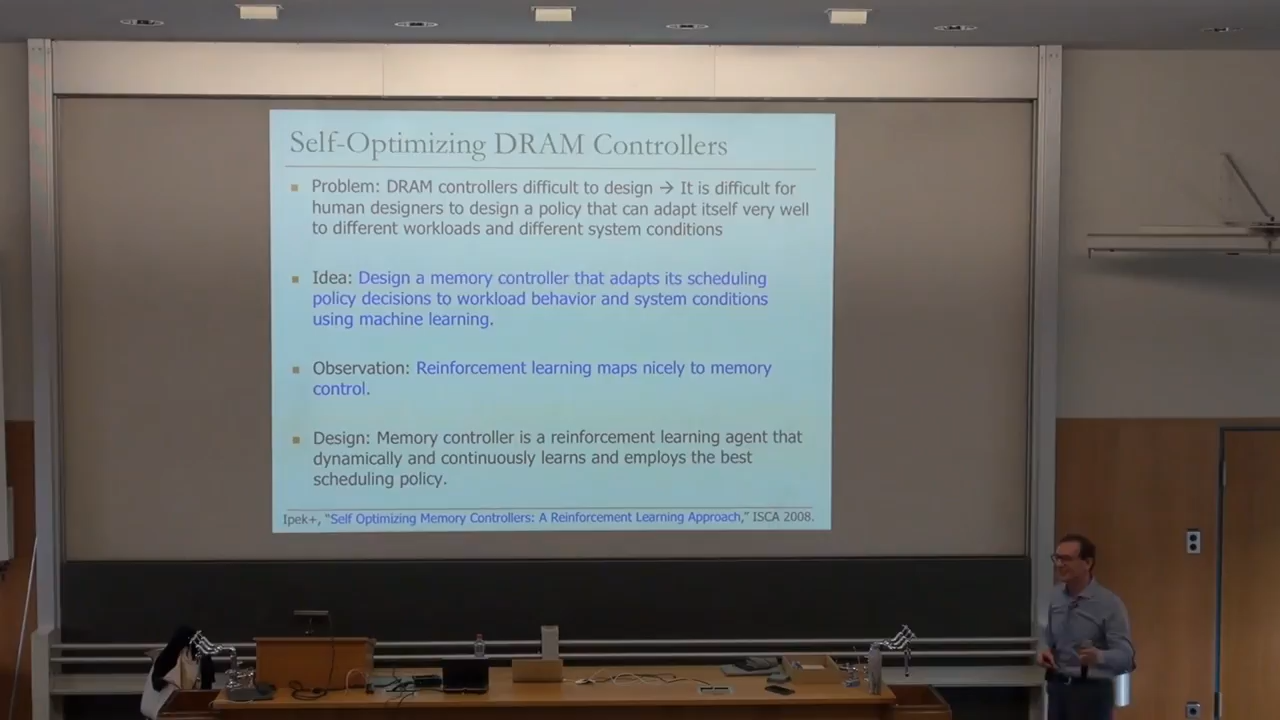 Self-Optimizing DRAM Controllers
Problem: DRAM controllers difficult to design → It is difficult for
human designers to design a policy that can adapt itself very well
to different workloads and different system conditions
Idea: Design a memory controller that adapts its scheduling
policy decisions to workload behavior and system conditions
using machine learning.
Observation: Reinforcement learning maps nicely to memory
control.
Design: Memory controller is a reinforcement learning agent that
dynamically and continuously learns and employs the best
scheduling policy.
Ipek+, "Self Optimizing Memory Controllers: A Reinforcement Learning Approach," ISCA 2008.